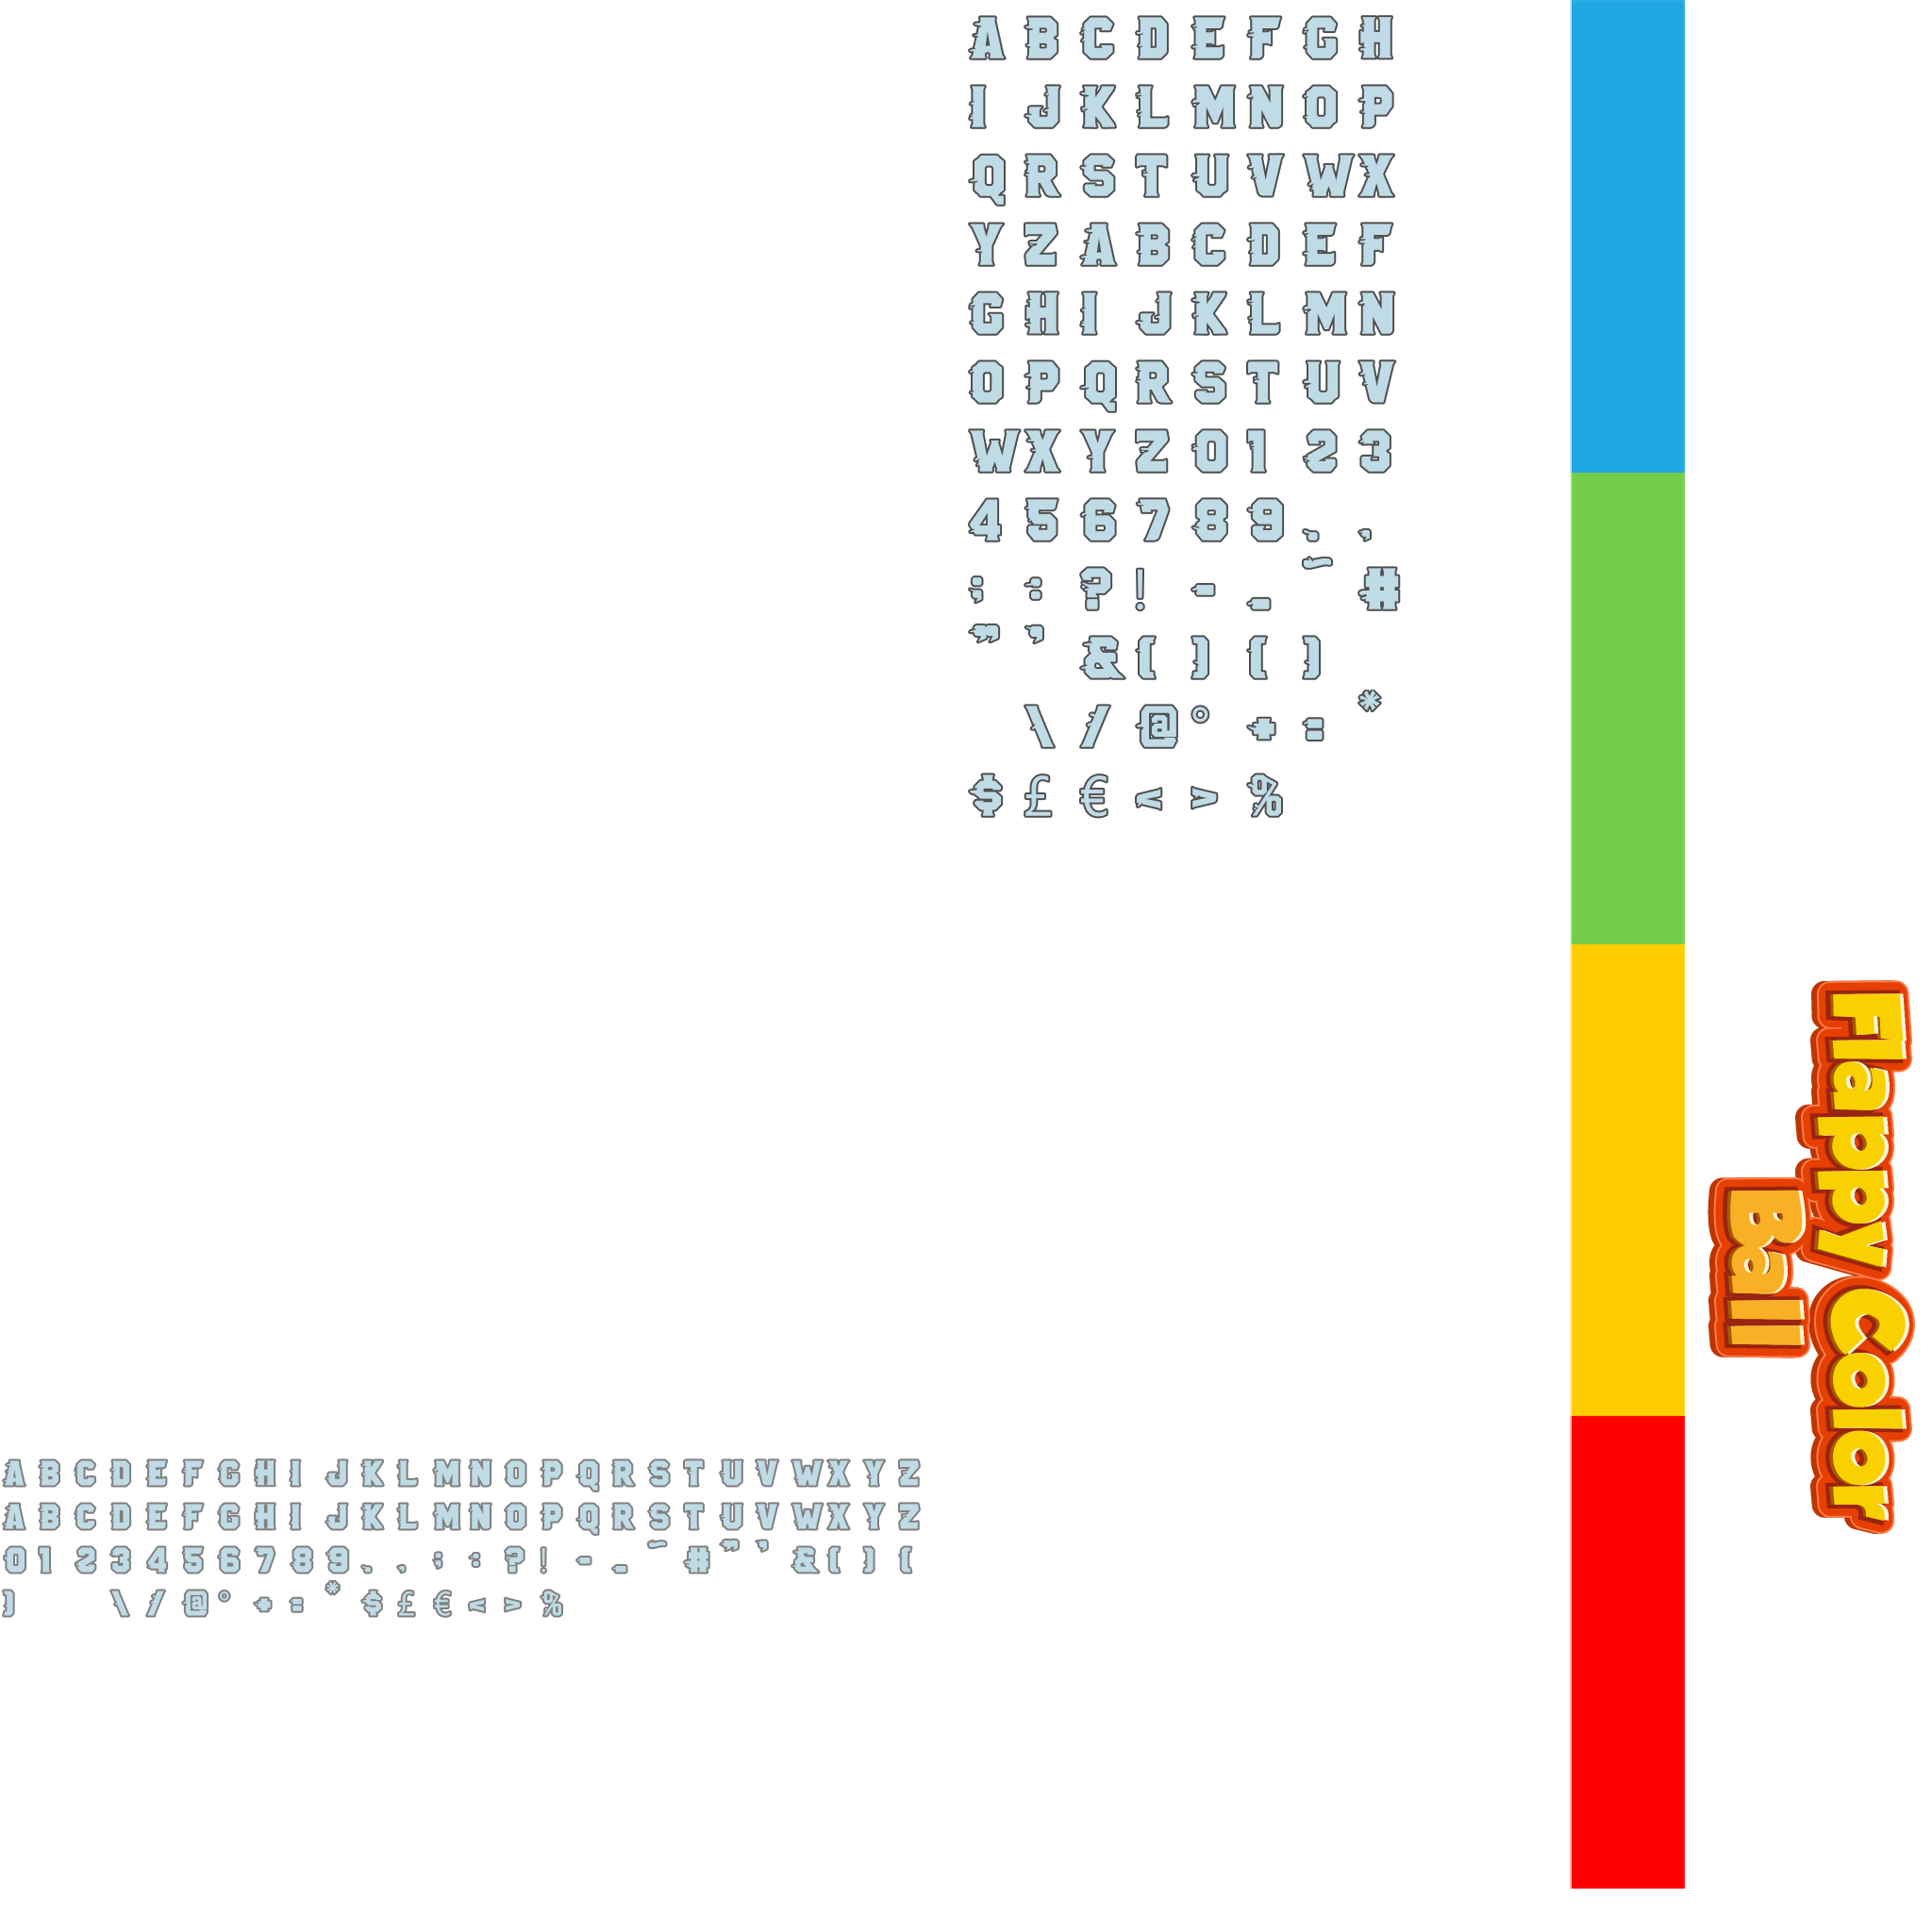 A B C D E F G H
I J K L M N O P
Q R S T U V W X
Y Z A B C D E F
G H I J K L M N
O P Q R S T U V
W X Y Z 0 1 2 3
4 5 6 7 8 9 . ,
; : ? ! - _ ~ #
" ' & ( ) [ ]
\ / @ ° + = *
$ £ € < > %
Flappy Color
Ball
A B C D E F G H I J K L M N O P Q R S T U V W X Y Z
A B C D E F G H I J K L M N O P Q R S T U V W X Y Z
0 1 2 3 4 5 6 7 8 9 . , ; : ? ! - _ ~ # " ' & ( ) [
] \ / @ ° + = * $ £ € < > %